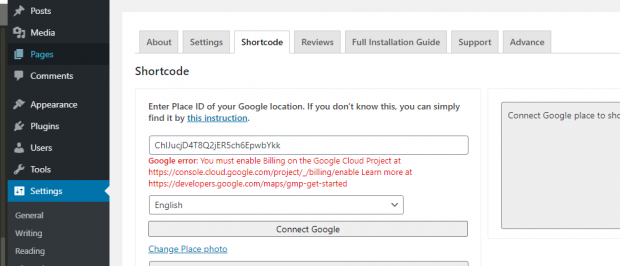 Posts
Media
Pages
Comments
Appearance
Plugins
Users
Tools
Settings
General
Writing
Reading
About
Settings
Shortcode
Reviews
Full Installation Guide
Support
Advance
Shortcode
Enter Place ID of your Google location. If you don't know this, you can simply
find it by this instruction.
ChIJucjD4T8Q2jER5ch6EpwbYkk
Google error: You must enable Billing on the Google Cloud Project at
https://console.cloud.google.com/project/_/billing/enable Learn more at
https://developers.google.com/maps/gmp-get-started
English
Connect Google
Change Place photo
Connect Google place to sho